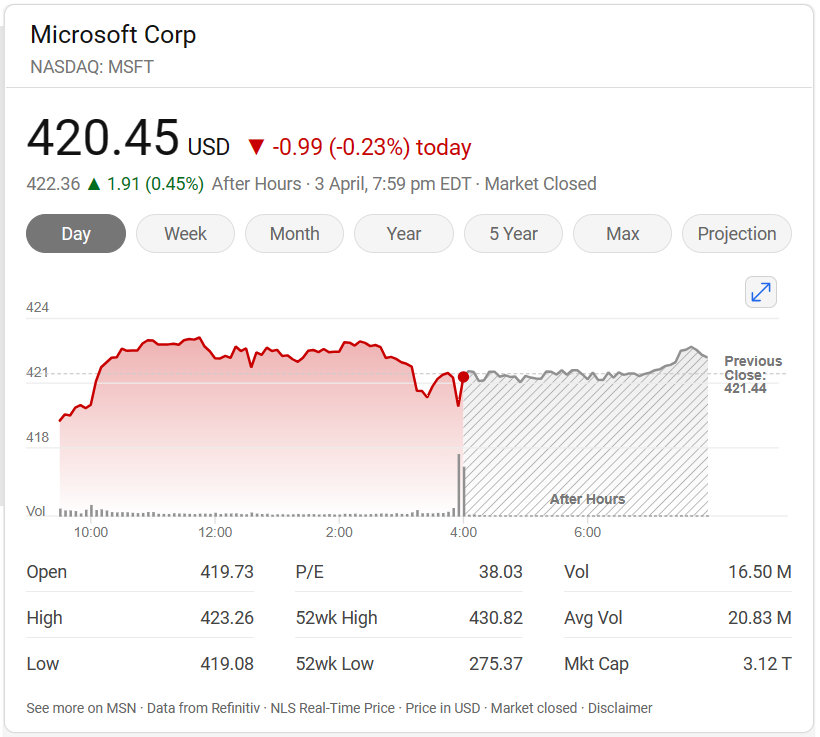 Microsoft Corp
NASDAQ: MSFT
420.45 USD ▼ -0.99 (-0.23%) today
422.36 ▲ 1.91 (0.45%) After Hours · 3 April, 7:59 pm EDT · Market Closed
Day Week Month Year 5 Year Max Projection
424
421
418
Vol
Previous
Close:
421.44
After Hours
10:00 12:00 2:00 4:00 6:00
Open 419.73 P/E 38.03 Vol 16.50 M
High 423.26 52wk High 430.82 Avg Vol 20.83 M
Low 419.08 52wk Low 275.37 Mkt Cap 3.12 T
See more on MSN · Data from Refinitiv · NLS Real-Time Price · Price in USD · Market closed · Disclaimer